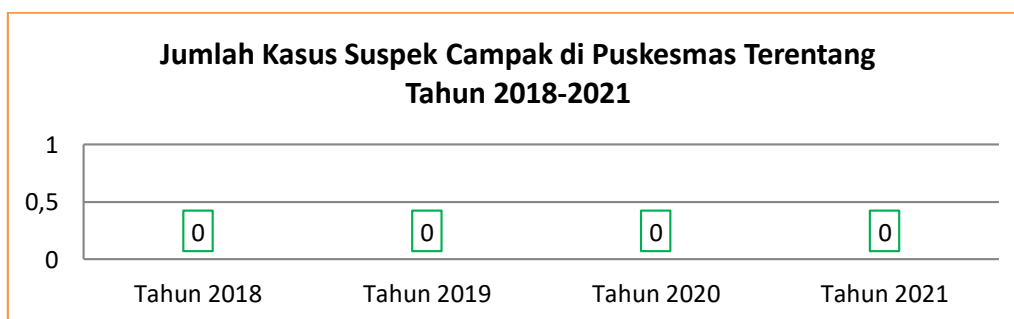 Jumlah Kasus Suspek Campak di Puskesmas Terentang
Tahun 2018-2021
1
0,5
0
0 0 0 0
Tahun 2018 Tahun 2019 Tahun 2020 Tahun 2021